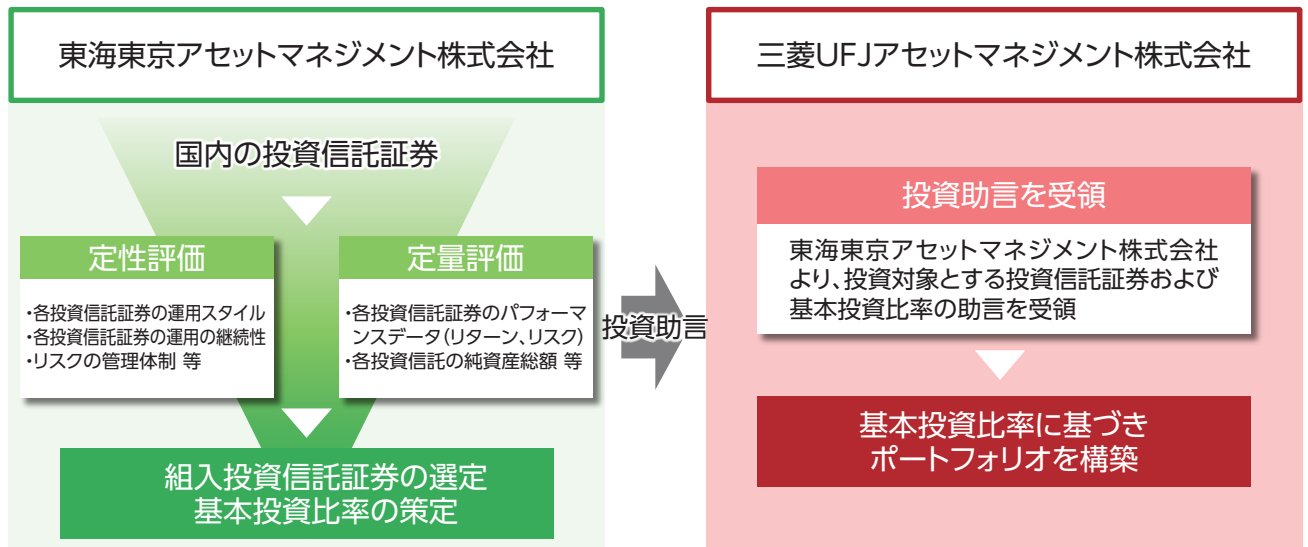 東海東京アセットマネジメント株式会社
国内の投資信託証券
定性評価
・各投資信託証券の運用スタイル
・各投資信託証券の運用の継続性
・リスクの管理体制 等
定量評価
・各投資信託証券のパフォーマ
ンスデータ(リターン、リスク)
・各投資信託の純資産総額 等
組入投資信託証券の選定
基本投資比率の策定
投資助言
三菱UFJアセットマネジメント株式会社
投資助言を受領
東海東京アセットマネジメント株式会社
より、投資対象とする投資信託証券および
基本投資比率の助言を受領
基本投資比率に基づき
ポートフォリオを構築